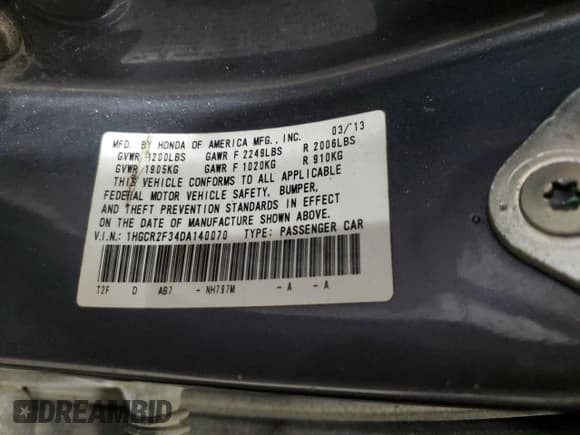 MFD. BY HONDA OF AMERICA MFG., INC. 03/'13
GVWR 4200LBS GAWR F 2249LBS R 2006LBS
GVWR 1905KG GAWR F 1020KG R 910KG
THIS VEHICLE CONFORMS TO ALL APPLICABLE
FEDERAL MOTOR VEHICLE SAFETY, BUMPER,
AND THEFT PREVENTION STANDARDS IN EFFECT
ON THE DATE OF MANUFACTURE SHOWN ABOVE.
V.I.N.: 1HGCR2F34DA140070 TYPE: PASSENGER CAR
T2F D AB7 - NH797M - A - A
DREAMBID